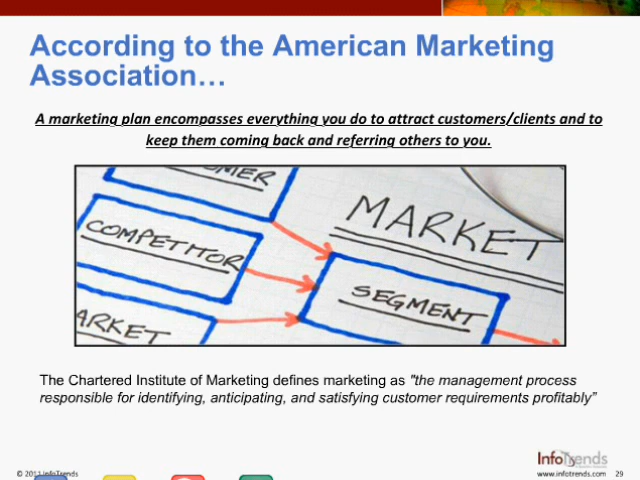 According to the American Marketing
Association…
A marketing plan encompasses everything you do to attract customers/clients and to
keep them coming back and referring others to you.
MARKET
COMPETITOR
SEGMENT
ARKET
The Chartered Institute of Marketing defines marketing as "the management process
responsible for identifying, anticipating, and satisfying customer requirements profitably”
InfoTrends
© 2011 InfoTrends
www.infotrends.com 29